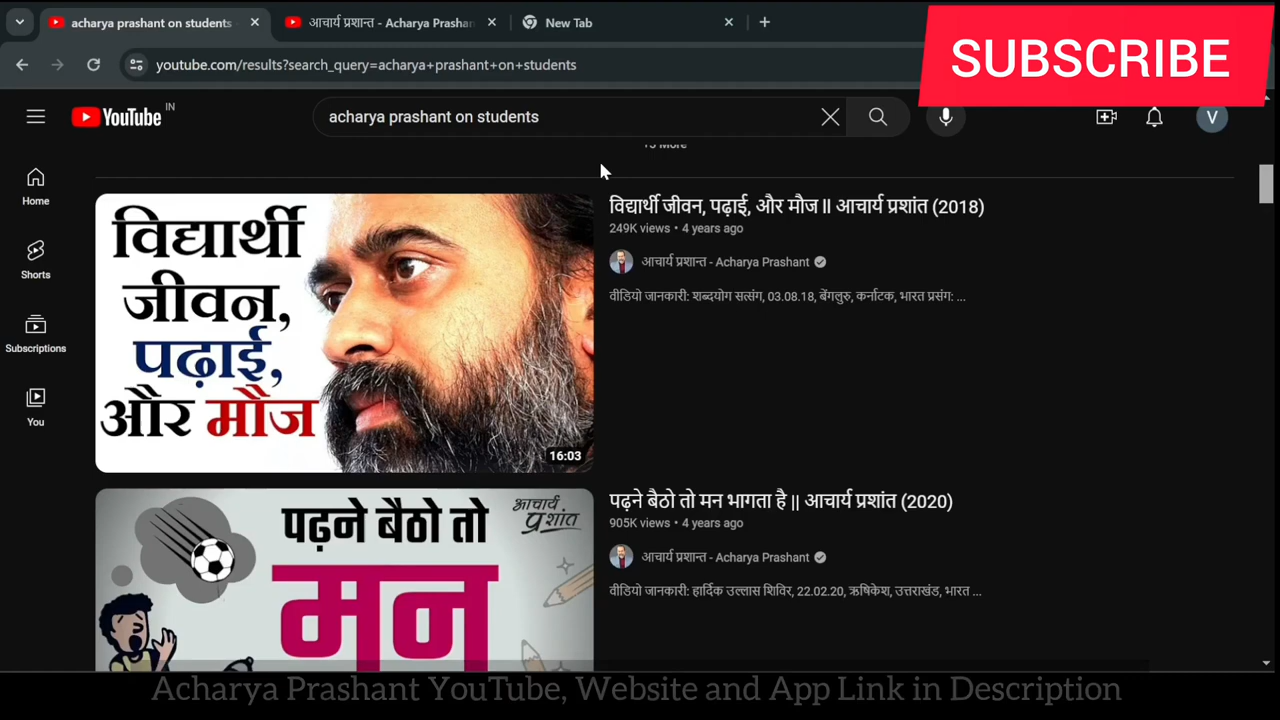 acharya prashant on students
आचार्य प्रशान्त - Acharya Prashan
New Tab
SUBSCRIBE
youtube.com/results?search_query=acharya+prashant+on+students
YouTube IN
acharya prashant on students
V
15 More
Home
Shorts
Subscriptions
You
विद्यार्थी
जीवन,
पढ़ाई,
और मौज
16:03
विद्यार्थी जीवन, पढ़ाई, और मौज ll आचार्य प्रशांत (2018)
249K views • 4 years ago
आचार्य प्रशान्त - Acharya Prashant
वीडियो जानकारी: शब्दयोग सत्संग, 03.08.18, बेंगलुरु, कर्नाटक, भारत प्रसंग: ...
पढ़ने बैठो तो
मन
आचार्य
प्रशांत
पढ़ने बैठो तो मन भागता है || आचार्य प्रशांत (2020)
905K views • 4 years ago
आचार्य प्रशान्त - Acharya Prashant
वीडियो जानकारी: हार्दिक उल्लास शिविर, 22.02.20, ऋषिकेश, उत्तराखंड, भारत ...
Acharya Prashant YouTube, Website and App Link in Description